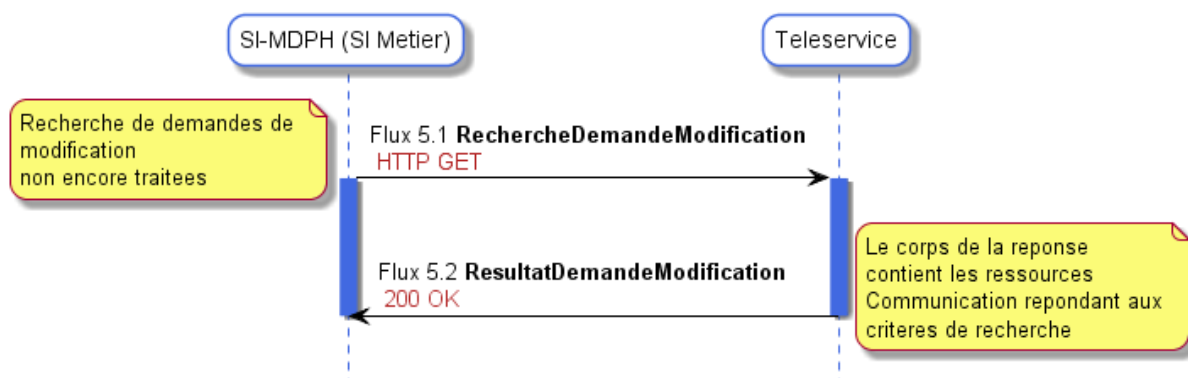 SI-MDPH (SI Metier)
Teleservice
Recherche de demandes de
modification
non encore traitees
Flux 5.1 RechercheDemandeModification
HTTP GET
Flux 5.2 ResultatDemandeModification
200 OK
Le corps de la reponse
contient les ressources
Communication repondant aux
criteres de recherche